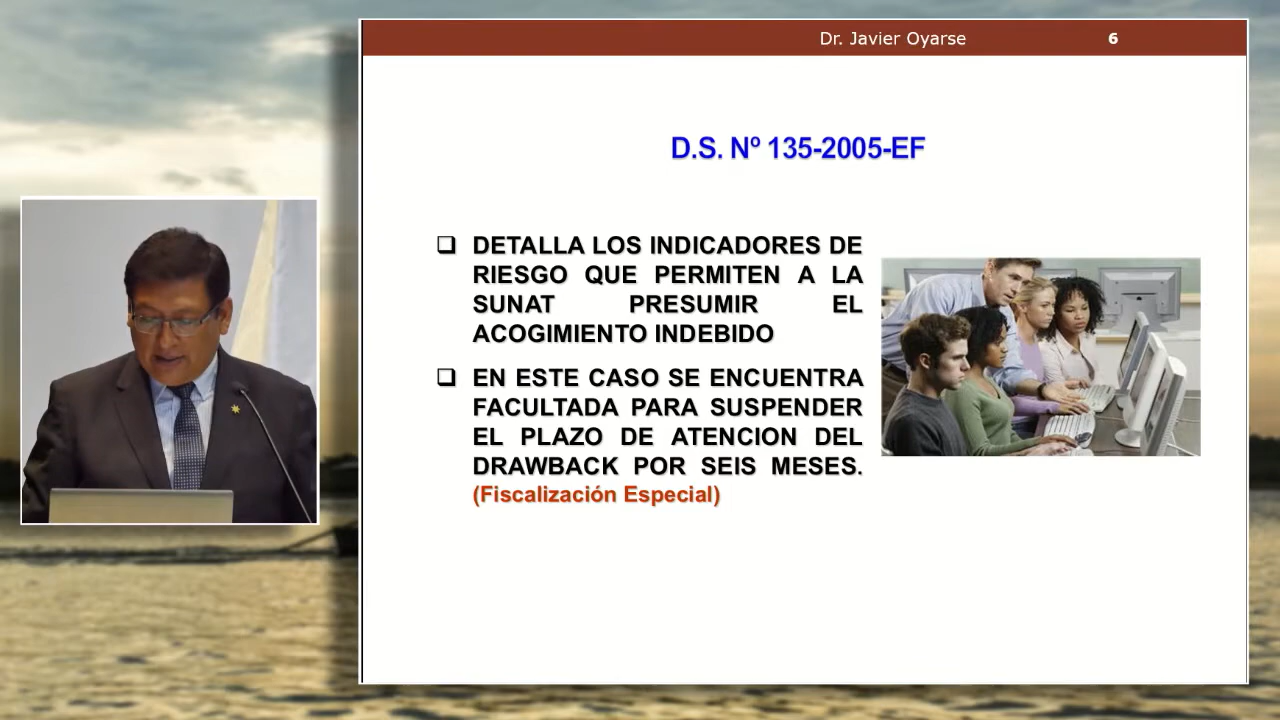 Dr. Javier Oyarse 6
D.S. Nº 135-2005-EF
❑ DETALLA LOS INDICADORES DE
RIESGO QUE PERMITEN A LA
SUNAT PRESUMIR EL
ACOGIMIENTO INDEBIDO
❑ EN ESTE CASO SE ENCUENTRA
FACULTADA PARA SUSPENDER
EL PLAZO DE ATENCION DEL
DRAWBACK POR SEIS MESES.
(Fiscalización Especial)